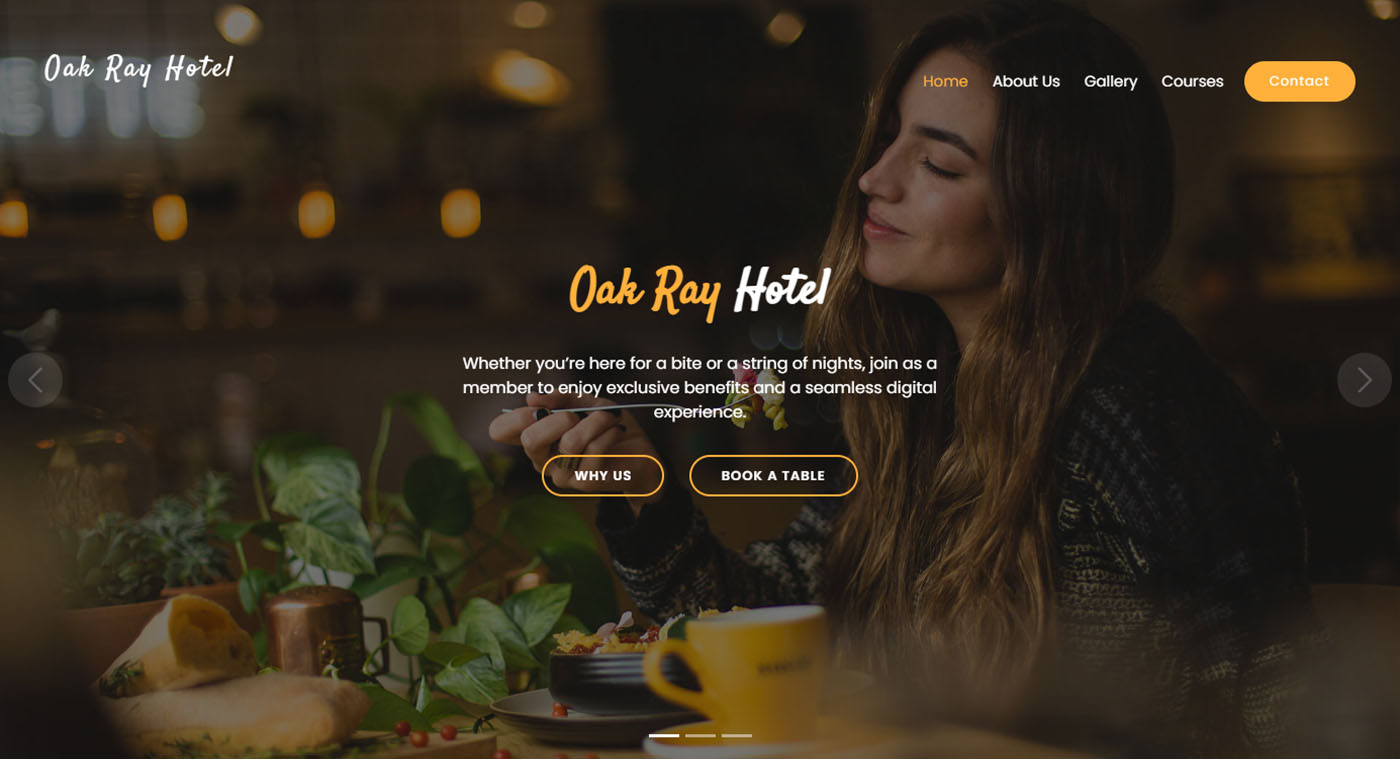 Oak Ray Hotel
Home About Us Gallery Courses Contact
Oak Ray Hotel
Whether you’re here for a bite or a string of nights, join as a
member to enjoy exclusive benefits and a seamless digital
experience.
WHY US BOOK A TABLE